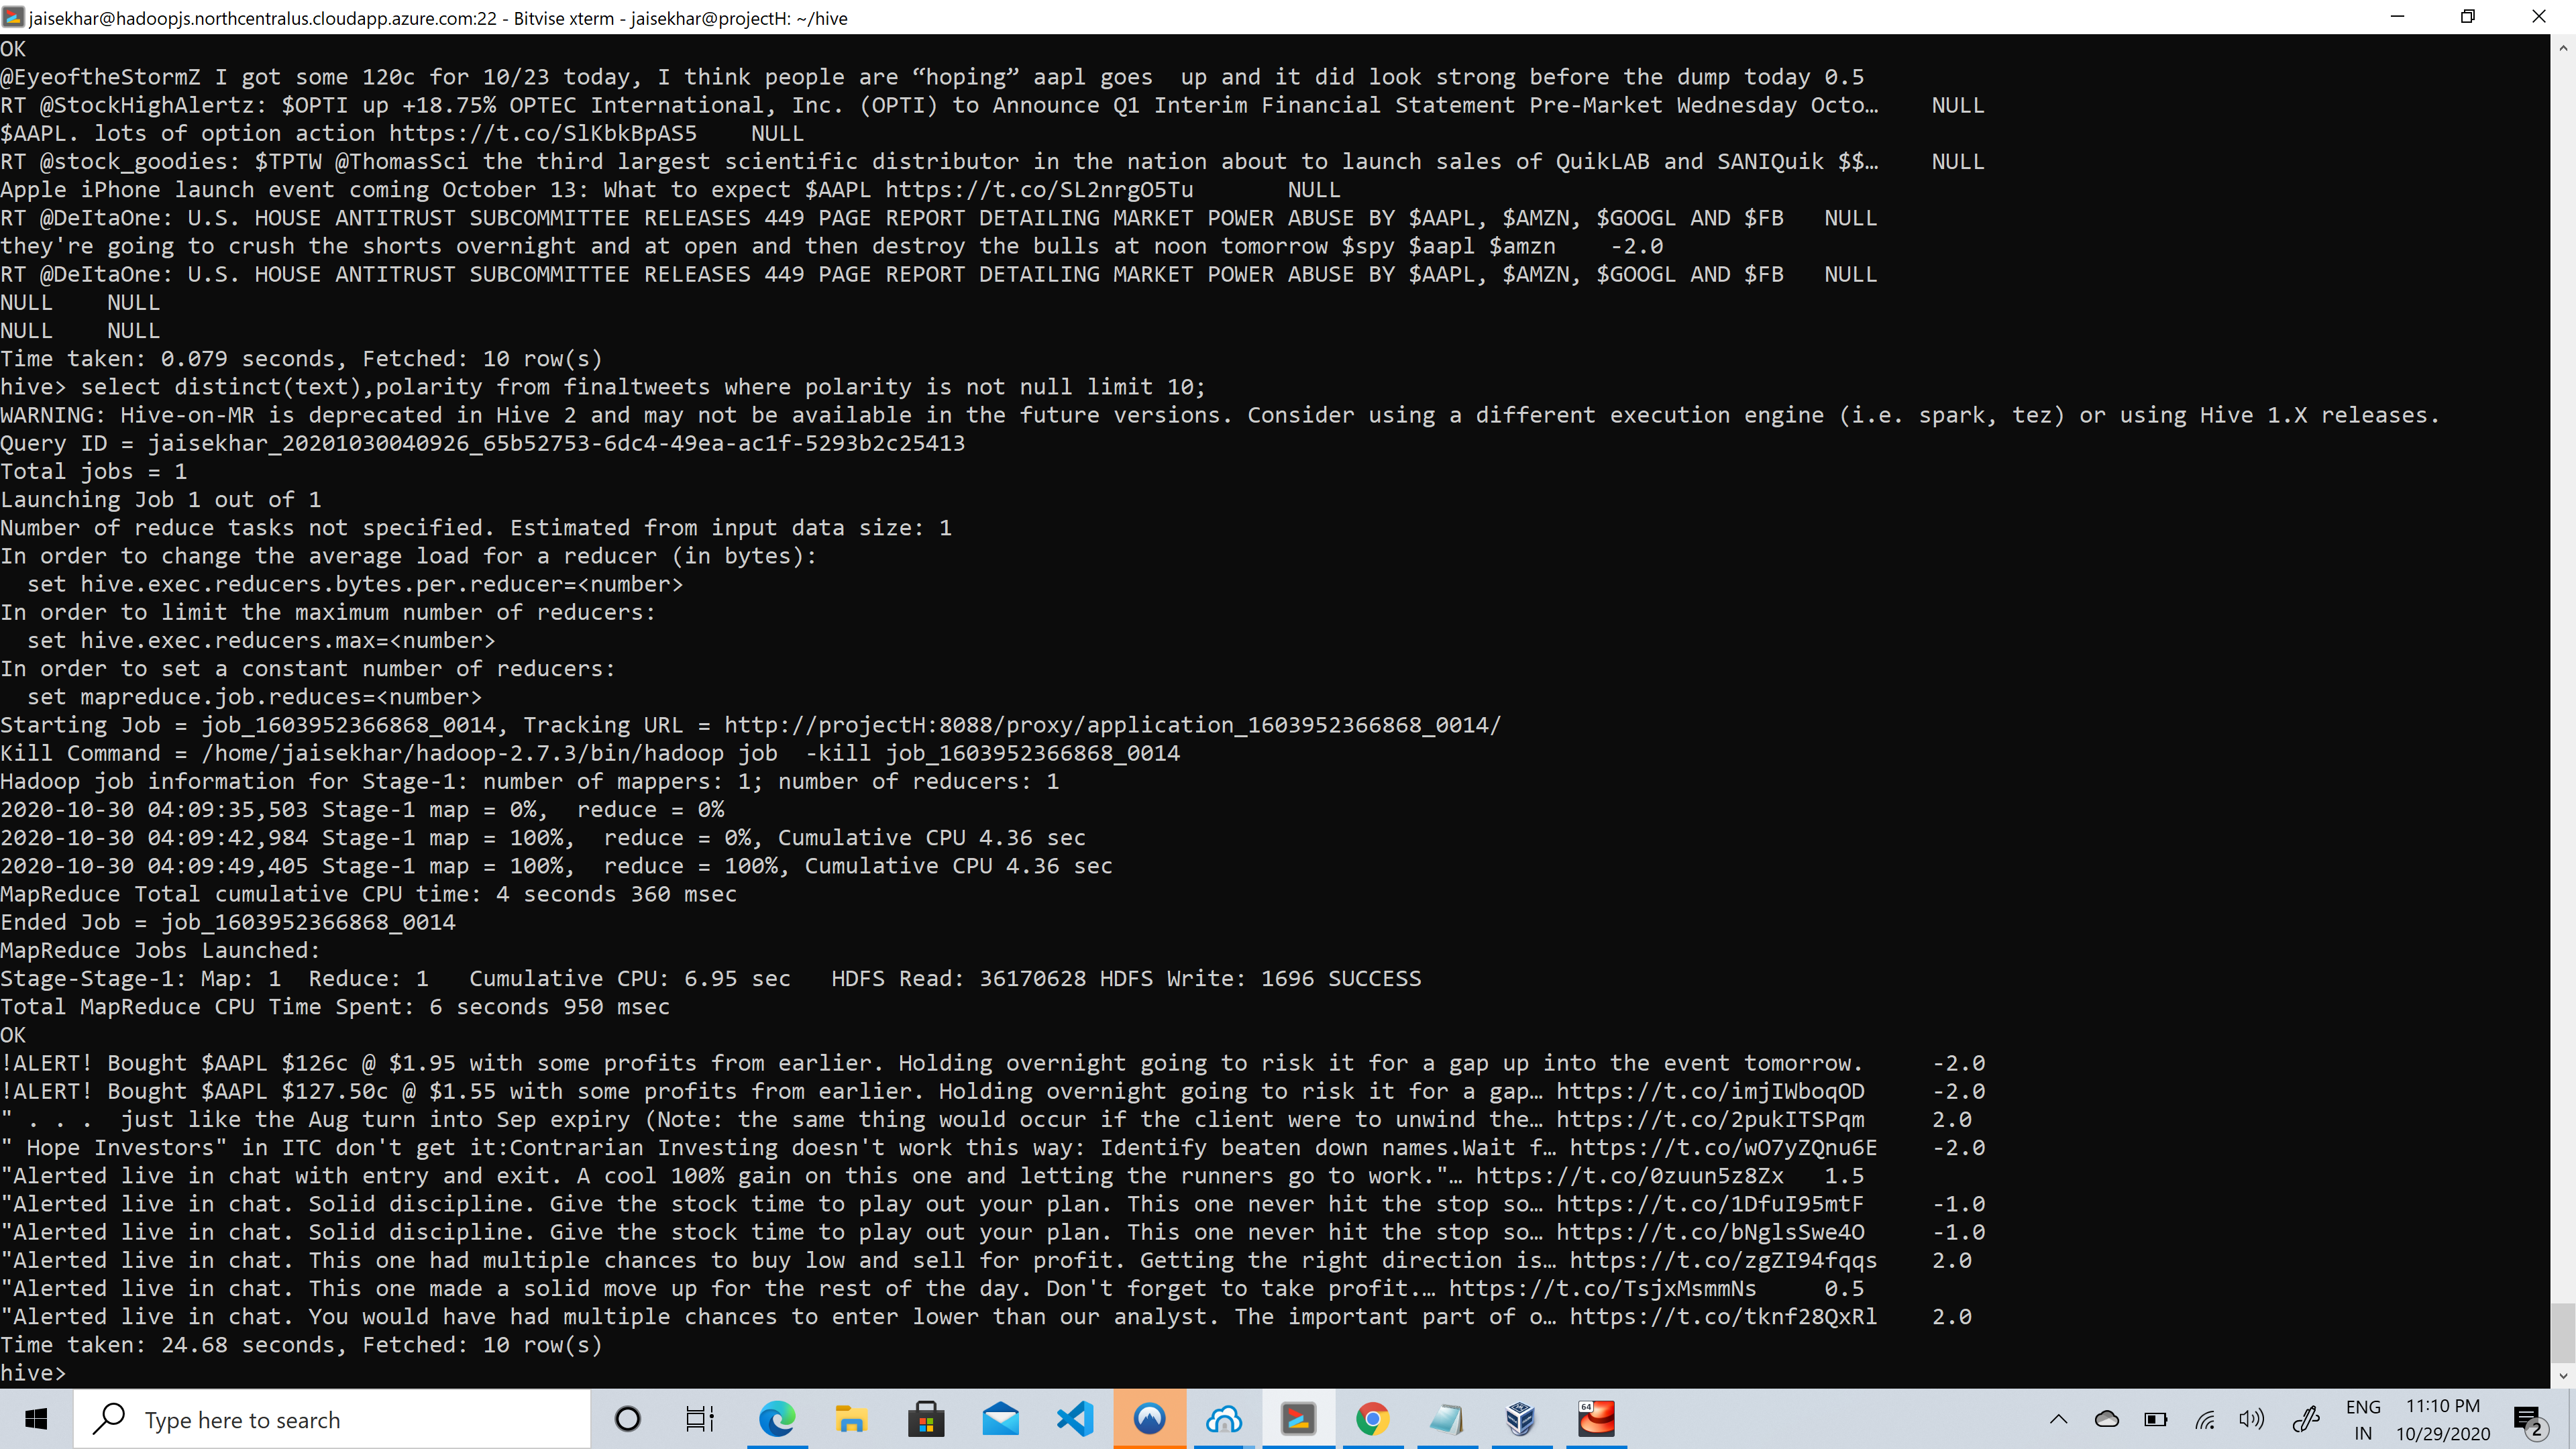 jaisekhar@hadoopjs.northcentralus.cloudapp.azure.com:22 - Bitvise xterm - jaisekhar@projectH: ~/hive
OK
@EyeoftheStormZ I got some 120c for 10/23 today, I think people are “hoping” aapl goes  up and it did look strong before the dump today 0.5
RT @StockHighAlertz: $OPTI up +18.75% OPTEC International, Inc. (OPTI) to Announce Q1 Interim Financial Statement Pre-Market Wednesday Octo…    NULL
$AAPL. lots of option action https://t.co/SlKbkBpAS5    NULL
RT @stock_goodies: $TPTW @ThomasSci the third largest scientific distributor in the nation about to launch sales of QuikLAB and SANIQuik $$…    NULL
Apple iPhone launch event coming October 13: What to expect $AAPL https://t.co/SL2nrgO5Tu       NULL
RT @DeItaOne: U.S. HOUSE ANTITRUST SUBCOMMITTEE RELEASES 449 PAGE REPORT DETAILING MARKET POWER ABUSE BY $AAPL, $AMZN, $GOOGL AND $FB   NULL
they're going to crush the shorts overnight and at open and then destroy the bulls at noon tomorrow $spy $aapl $amzn    -2.0
RT @DeItaOne: U.S. HOUSE ANTITRUST SUBCOMMITTEE RELEASES 449 PAGE REPORT DETAILING MARKET POWER ABUSE BY $AAPL, $AMZN, $GOOGL AND $FB   NULL
NULL    NULL
NULL    NULL
Time taken: 0.079 seconds, Fetched: 10 row(s)
hive> select distinct(text),polarity from finaltweets where polarity is not null limit 10;
WARNING: Hive-on-MR is deprecated in Hive 2 and may not be available in the future versions. Consider using a different execution engine (i.e. spark, tez) or using Hive 1.X releases.
Query ID = jaisekhar_20201030040926_65b52753-6dc4-49ea-ac1f-5293b2c25413
Total jobs = 1
Launching Job 1 out of 1
Number of reduce tasks not specified. Estimated from input data size: 1
In order to change the average load for a reducer (in bytes):
  set hive.exec.reducers.bytes.per.reducer=<number>
In order to limit the maximum number of reducers:
  set hive.exec.reducers.max=<number>
In order to set a constant number of reducers:
  set mapreduce.job.reduces=<number>
Starting Job = job_1603952366868_0014, Tracking URL = http://projectH:8088/proxy/application_1603952366868_0014/
Kill Command = /home/jaisekhar/hadoop-2.7.3/bin/hadoop job  -kill job_1603952366868_0014
Hadoop job information for Stage-1: number of mappers: 1; number of reducers: 1
2020-10-30 04:09:35,503 Stage-1 map = 0%,  reduce = 0%
2020-10-30 04:09:42,984 Stage-1 map = 100%,  reduce = 0%, Cumulative CPU 4.36 sec
2020-10-30 04:09:49,405 Stage-1 map = 100%,  reduce = 100%, Cumulative CPU 4.36 sec
MapReduce Total cumulative CPU time: 4 seconds 360 msec
Ended Job = job_1603952366868_0014
MapReduce Jobs Launched:
Stage-Stage-1: Map: 1  Reduce: 1   Cumulative CPU: 6.95 sec   HDFS Read: 36170628 HDFS Write: 1696 SUCCESS
Total MapReduce CPU Time Spent: 6 seconds 950 msec
OK
!ALERT! Bought $AAPL $126c @ $1.95 with some profits from earlier. Holding overnight going to risk it for a gap up into the event tomorrow.     -2.0
!ALERT! Bought $AAPL $127.50c @ $1.55 with some profits from earlier. Holding overnight going to risk it for a gap… https://t.co/imjIWboqOD     -2.0
" . . .  just like the Aug turn into Sep expiry (Note: the same thing would occur if the client were to unwind the… https://t.co/2pukITSPqm     2.0
" Hope Investors" in ITC don't get it:Contrarian Investing doesn't work this way: Identify beaten down names.Wait f… https://t.co/wO7yZQnu6E    -2.0
"Alerted live in chat with entry and exit. A cool 100% gain on this one and letting the runners go to work."… https://t.co/0zuun5z8Zx   1.5
"Alerted live in chat. Solid discipline. Give the stock time to play out your plan. This one never hit the stop so… https://t.co/1DfuI95mtF     -1.0
"Alerted live in chat. Solid discipline. Give the stock time to play out your plan. This one never hit the stop so… https://t.co/bNglsSwe4O     -1.0
"Alerted live in chat. This one had multiple chances to buy low and sell for profit. Getting the right direction is… https://t.co/zgZI94fqqs    2.0
"Alerted live in chat. This one made a solid move up for the rest of the day. Don't forget to take profit.… https://t.co/TsjxMsmmNs     0.5
"Alerted live in chat. You would have had multiple chances to enter lower than our analyst. The important part of o… https://t.co/tknf28QxRl    2.0
Time taken: 24.68 seconds, Fetched: 10 row(s)
hive>
Type here to search
64
ENG
IN
11:10 PM
10/29/2020
2